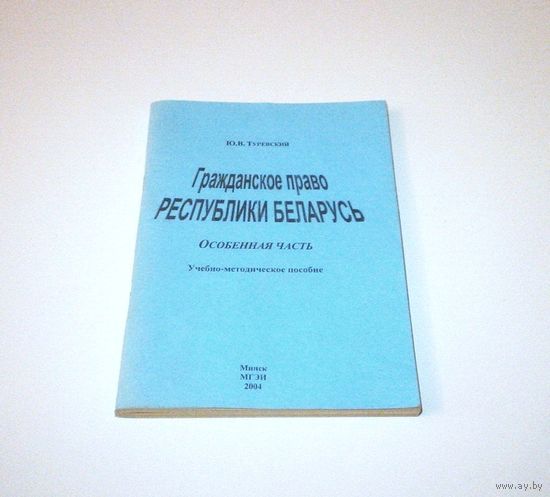 Ю.В. Туревский
Гражданское право
РЕСПУБЛИКИ БЕЛАРУСЬ
Особенная часть
Учебно-методическое пособие
Минск
МГЭИ
2004
www.ay.by